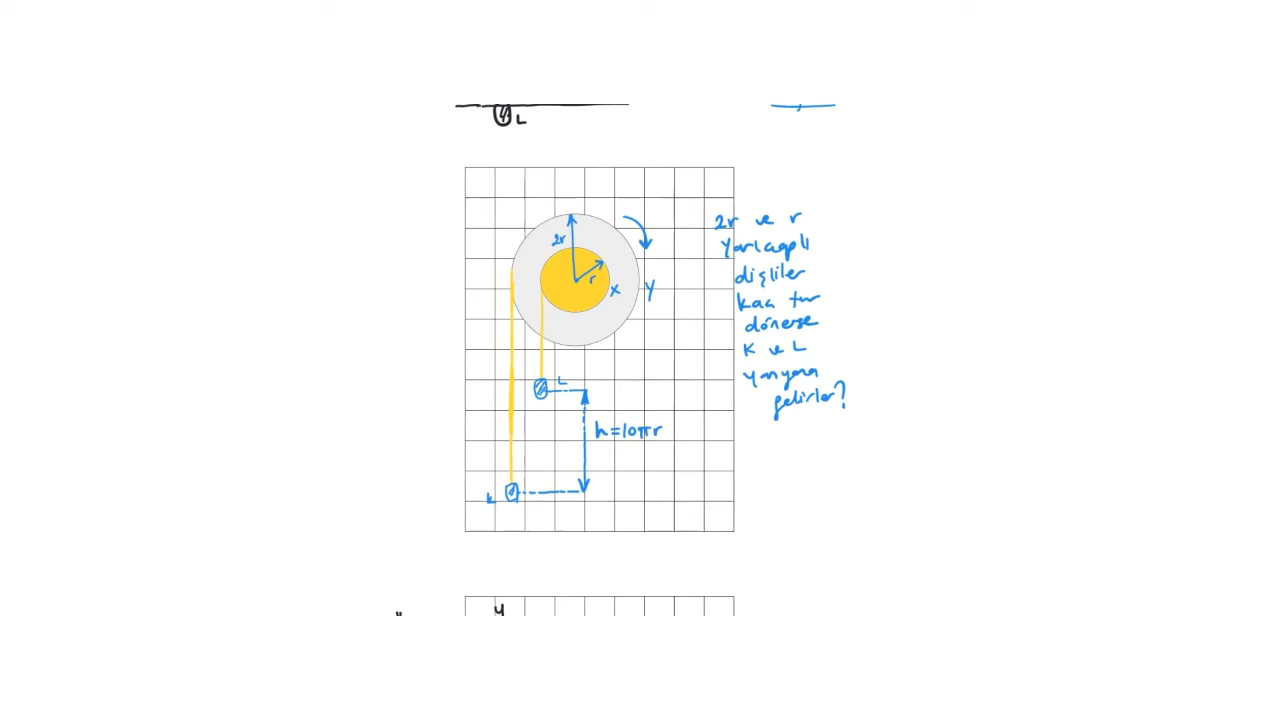 L
2r ve r
2r
yarıçaplı
r
x
y
dişliler
kaç tur
dönerse
K ve L
yanyana
gelirler?
L
h=10πr
K
y